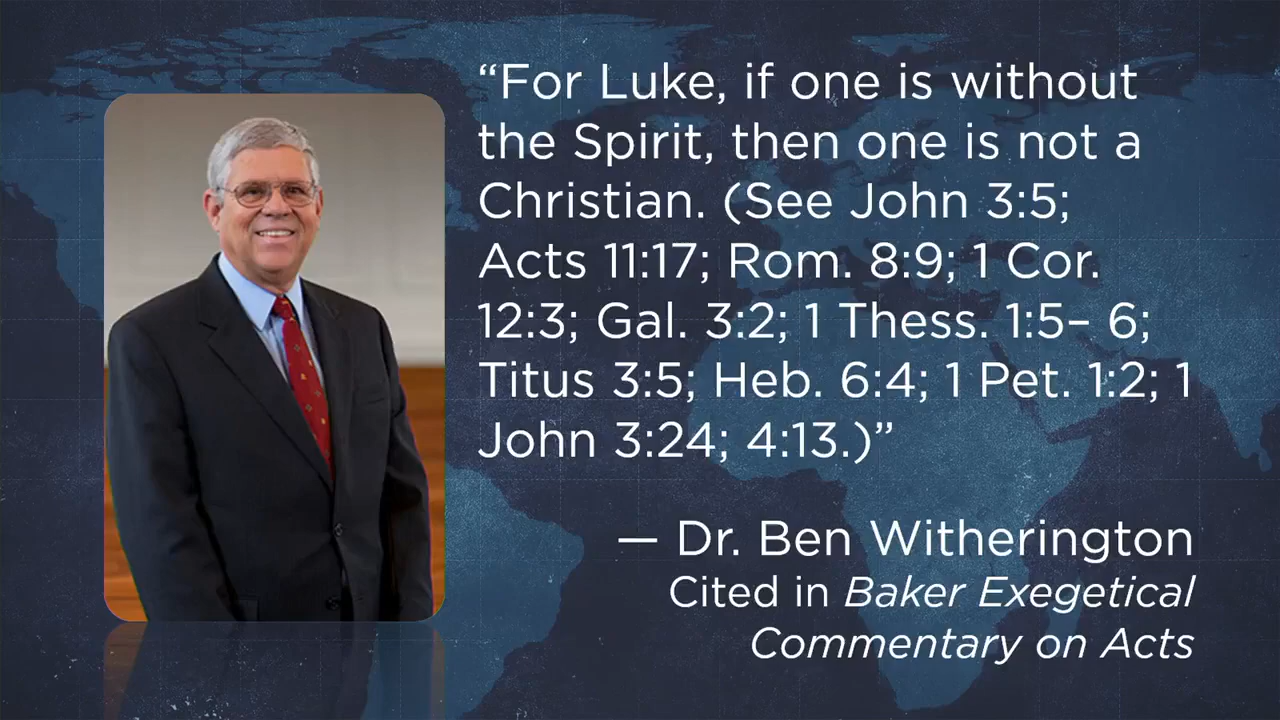 “For Luke, if one is without
the Spirit, then one is not a
Christian. (See John 3:5;
Acts 11:17; Rom. 8:9; 1 Cor.
12:3; Gal. 3:2; 1 Thess. 1:5– 6;
Titus 3:5; Heb. 6:4; 1 Pet. 1:2; 1
John 3:24; 4:13.)”
— Dr. Ben Witherington
Cited in Baker Exegetical
Commentary on Acts